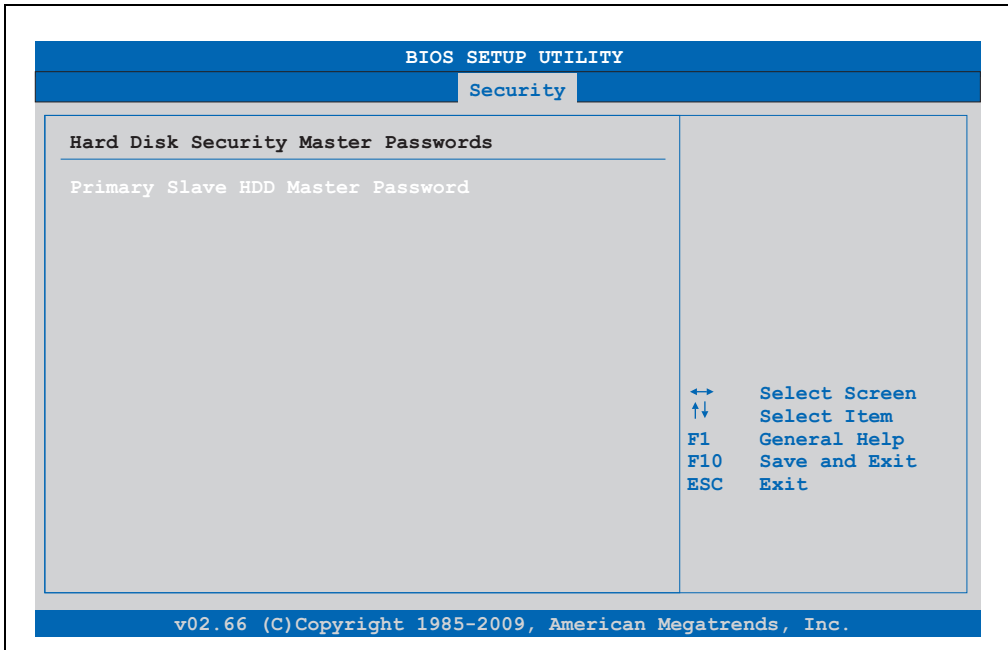 BIOS SETUP UTILITY
Security
Hard Disk Security Master Passwords
Primary Slave HDD Master Password
↔ Select Screen
↑↓ Select Item
F1 General Help
F10 Save and Exit
ESC Exit
v02.66 (C)Copyright 1985-2009, American Megatrends, Inc.